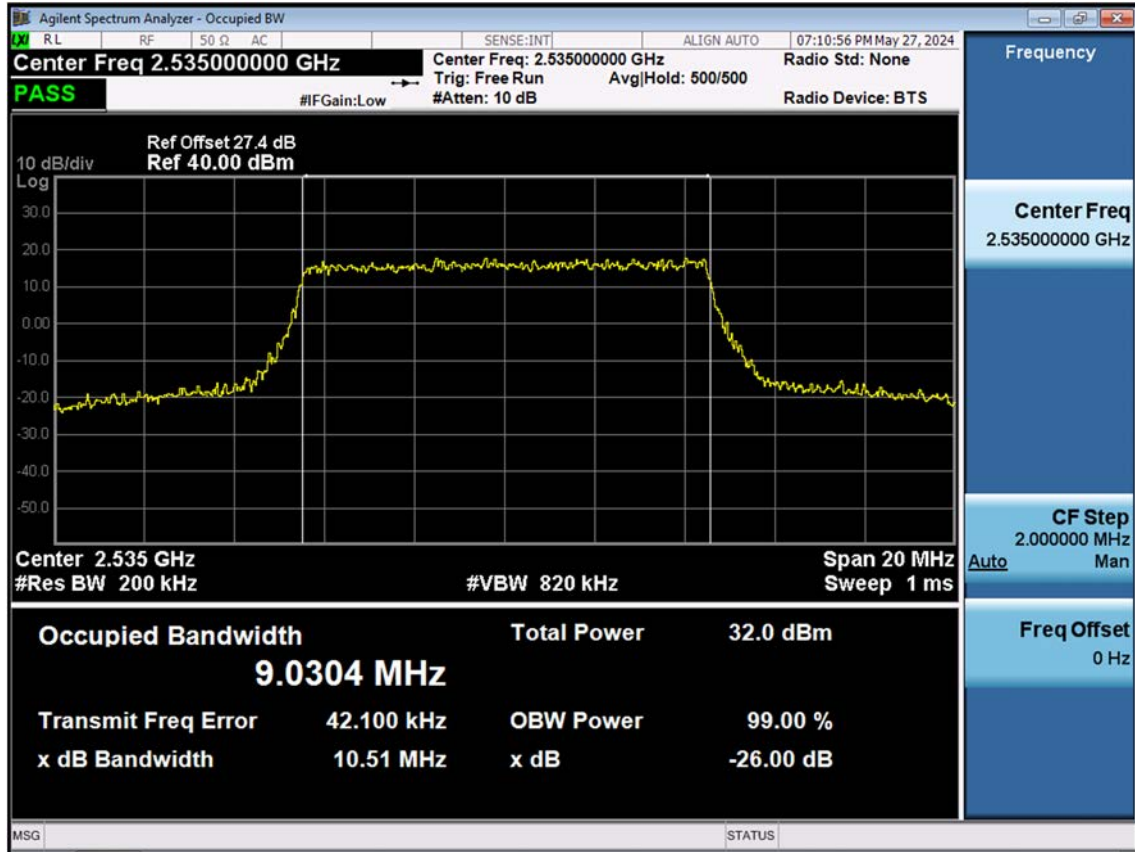 Agilent Spectrum Analyzer - Occupied BW
LXI RL RF 50 Ω AC SENSE:INT ALIGN AUTO 07:10:56 PM May 27, 2024
Center Freq 2.535000000 GHz
Center Freq: 2.535000000 GHz Radio Std: None
Trig: Free Run Avg|Hold: 500/500
PASS
#IFGain:Low #Atten: 10 dB Radio Device: BTS
Ref Offset 27.4 dB
10 dB/div Ref 40.00 dBm
Log
30.0
20.0
10.0
0.00
-10.0
-20.0
-30.0
-40.0
-50.0
Center 2.535 GHz Span 20 MHz
#Res BW 200 kHz #VBW 820 kHz Sweep 1 ms
Occupied Bandwidth Total Power 32.0 dBm
9.0304 MHz
Transmit Freq Error 42.100 kHz OBW Power 99.00 %
x dB Bandwidth 10.51 MHz x dB -26.00 dB
MSG STATUS
Frequency
Center Freq
2.535000000 GHz
CF Step
2.000000 MHz
Auto Man
Freq Offset
0 Hz